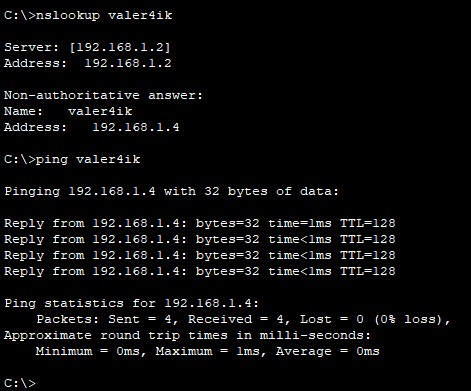 C:\>nslookup valer4ik
Server: [192.168.1.2]
Address:  192.168.1.2
Non-authoritative answer:
Name:   valer4ik
Address:   192.168.1.4
C:\>ping valer4ik
Pinging 192.168.1.4 with 32 bytes of data:
Reply from 192.168.1.4: bytes=32 time=1ms TTL=128
Reply from 192.168.1.4: bytes=32 time<1ms TTL=128
Reply from 192.168.1.4: bytes=32 time<1ms TTL=128
Reply from 192.168.1.4: bytes=32 time<1ms TTL=128
Ping statistics for 192.168.1.4:
    Packets: Sent = 4, Received = 4, Lost = 0 (0% loss),
Approximate round trip times in milli-seconds:
    Minimum = 0ms, Maximum = 1ms, Average = 0ms
C:\>